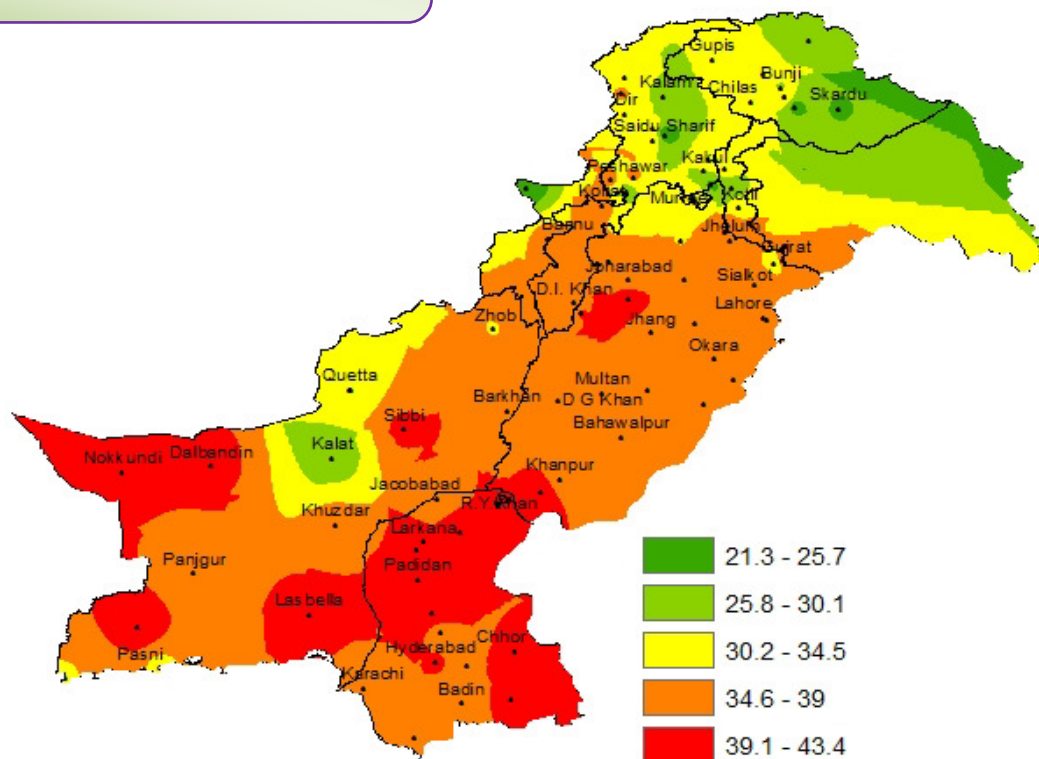 Gupis
Bunji
Kalam
Chilas
Skardu
Dir
Saidu Sharif
Kakul
Peshawar
Kohat
Kotli
Bannu
Jhelum
Gujrat
Joharabad
Sialkot
D.I. Khan
Lahore
Zhob
Jhang
Okara
Quetta
Multan
Barkhan
D G Khan
Sibbi
Bahawalpur
Kalat
Dalbandin
Nokkundi
Khanpur
Jacobabad
R.Y.Khan
Khuzdar
Larkana
21.3 - 25.7
Panjgur
Padidan
25.8 - 30.1
Lasbella
Hyderabad
Chhor
30.2 - 34.5
Pasni
Karachi
Badin
34.6 - 39
39.1 - 43.4